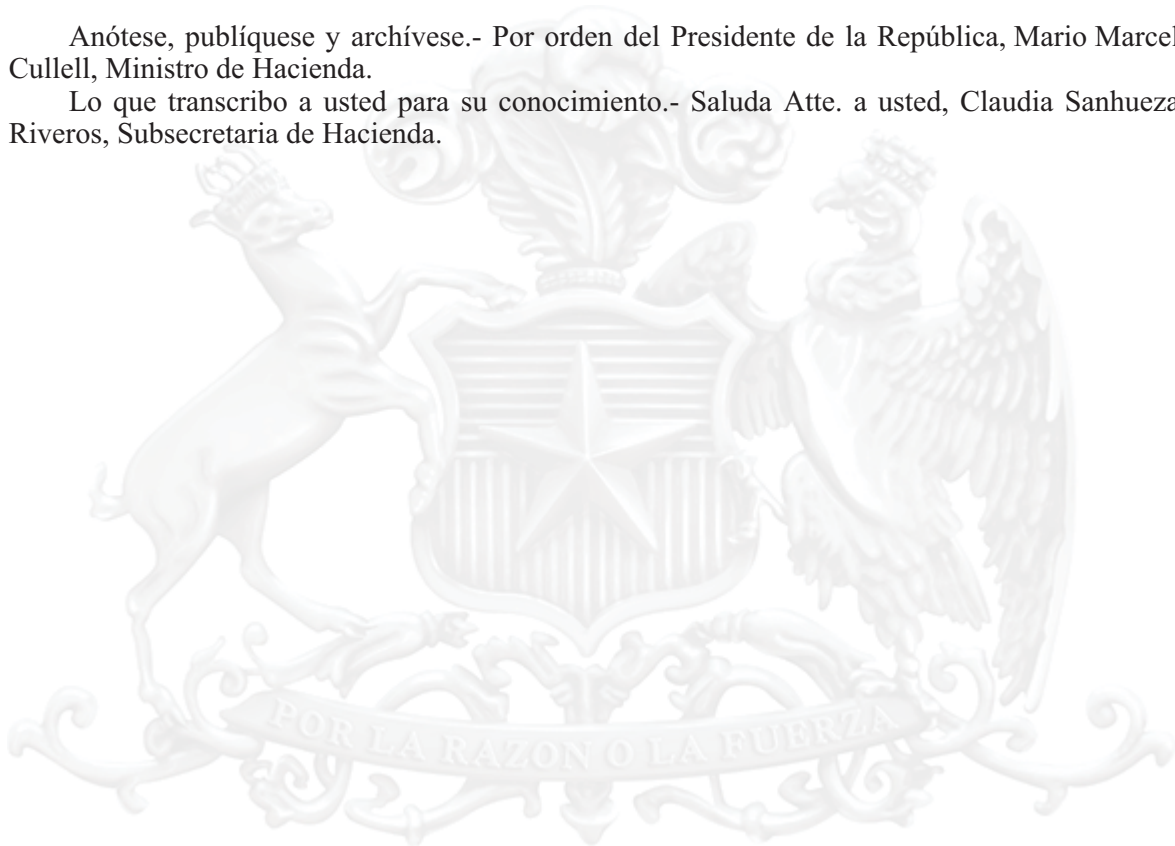 Anótese, publíquese y archívese.- Por orden del Presidente de la República, Mario Marcel
Cullell, Ministro de Hacienda.
Lo que transcribo a usted para su conocimiento.- Saluda Atte. a usted, Claudia Sanhueza
Riveros, Subsecretaria de Hacienda.
POR LA RAZON O LA FUERZA